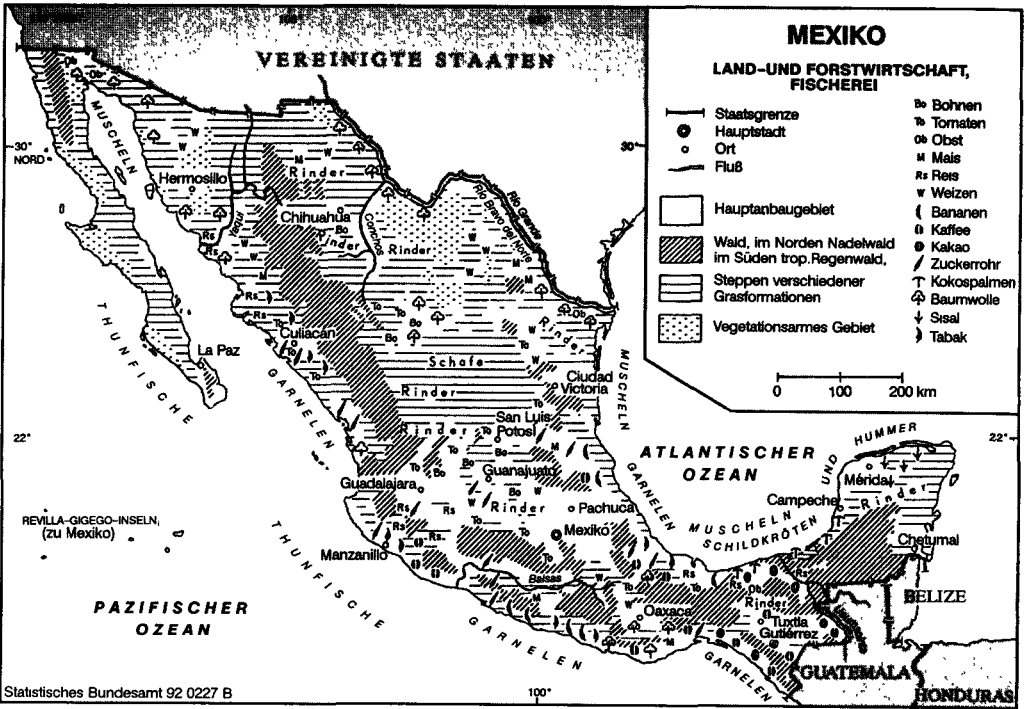 VEREINIGTE STAATEN
MEXIKO
LAND-UND FORSTWIRTSCHAFT,
FISCHEREI
Staatsgrenze
Hauptstadt
Ort
Fluß
Hauptanbaugebiet
Wald, im Norden Nadelwald
im Süden trop. Regenwald,
Steppen verschiedener
Grasformationen
Vegetationsarmes Gebiet
Bo Bohnen
To Tomaten
Ob Obst
M Mais
Rs Reis
W Weizen
Bananen
Kaffee
Kakao
Zuckerrohr
Kokospalmen
Baumwolle
Sisal
Tabak
0 100 200 km
30°
NORD
30°
MUSCHELN
Hermosillo
Rinder
Chihuahua
Rinder
Yaqui
Conchos
Rinder
Rio Grande
Rio Bravo del Norte
THUNFISCHE
La Paz
Culiacán
GARNELEN
Schafe
Rinder
Rinder
Rinder
Ciudad
Victoria
MUSCHELN
San Luis
Potosí
22°
22°
Guanajuato
Guadalajara
Rinder
Pachuca
Mexikó
GARNELEN
ATLANTISCHER
OZEAN
MUSCHELN
SCHILDKRÖTEN
UND
HUMMER
Mérida
Campeche
Rinder
Chetumal
REVILLA-GIGEGO-INSELN,
(zu Mexiko)
Manzanillo
THUNFISCHE
Balsas
Oaxaca
Rinder
Tuxtla
Gutiérrez
BELIZE
PAZIFISCHER
OZEAN
GARNELEN
GARNELEN
GUATEMALA
HONDURAS
Statistisches Bundesamt 92 0227 B
100°